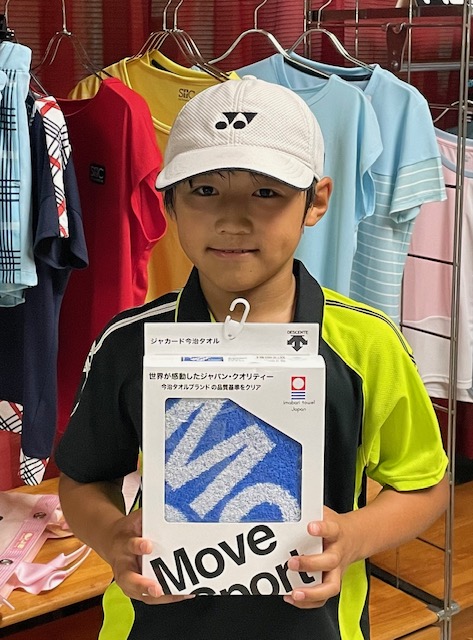 SRC
SRC
ジャカード今治タオル
DESCENTE
世界が感動したジャパン・クオリティー
今治タオルブランドの品質基準をクリア
imabari towel
Japan
Move
Sport